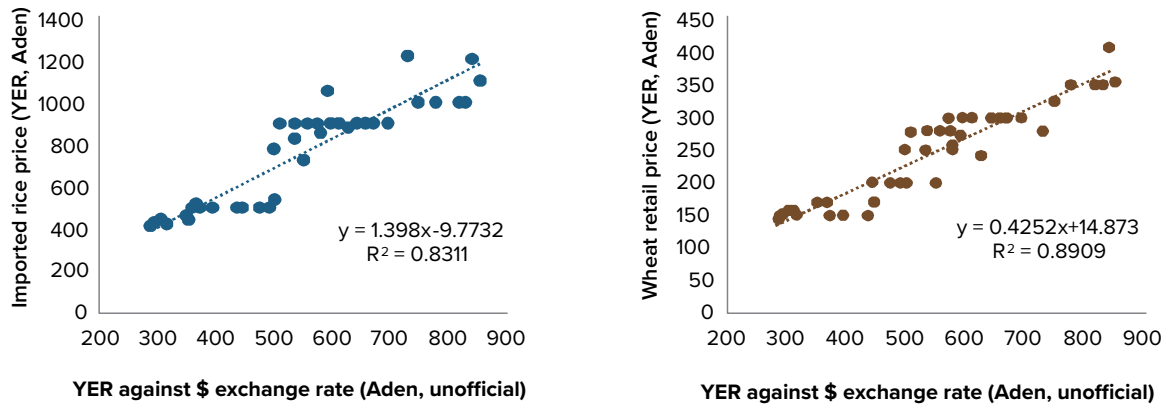 Imported rice price (YER, Aden)
1400
1200
1000
800
600
400
200
0
200 300 400 500 600 700 800 900
y = 1.398x-9.7732
R² = 0.8311
YER against $ exchange rate (Aden, unofficial)
Wheat retail price (YER, Aden)
450
400
350
300
250
200
150
100
50
0
200 300 400 500 600 700 800 900
y = 0.4252x+14.873
R² = 0.8909
YER against $ exchange rate (Aden, unofficial)